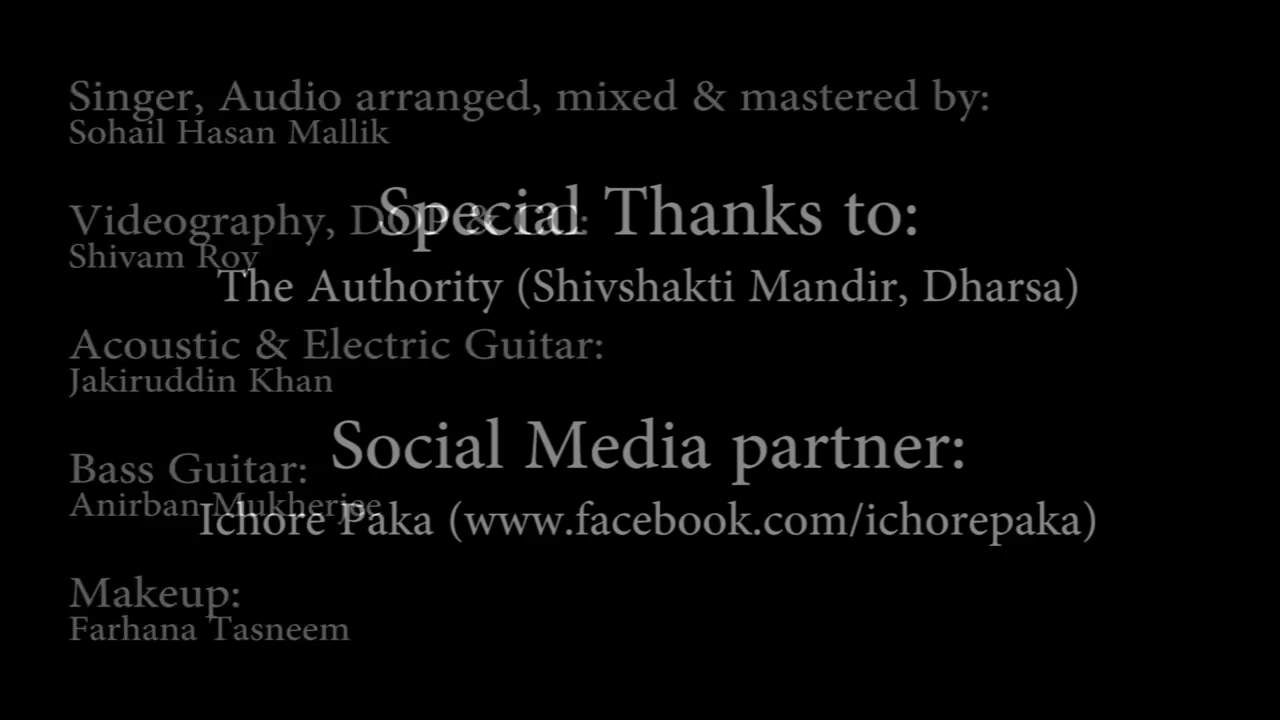 Singer, Audio arranged, mixed & mastered by:
Sohail Hasan Mallik
Videography, DOP &
Shivam Roy
Acoustic & Electric Guitar:
Jakiruddin Khan
Bass Guitar:
Anirban Mukherjee
Makeup:
Farhana Tasneem
Special Thanks to:
The Authority (Shivshakti Mandir, Dharsa)
Social Media partner:
Ichore Paka (www.facebook.com/ichorepaka)